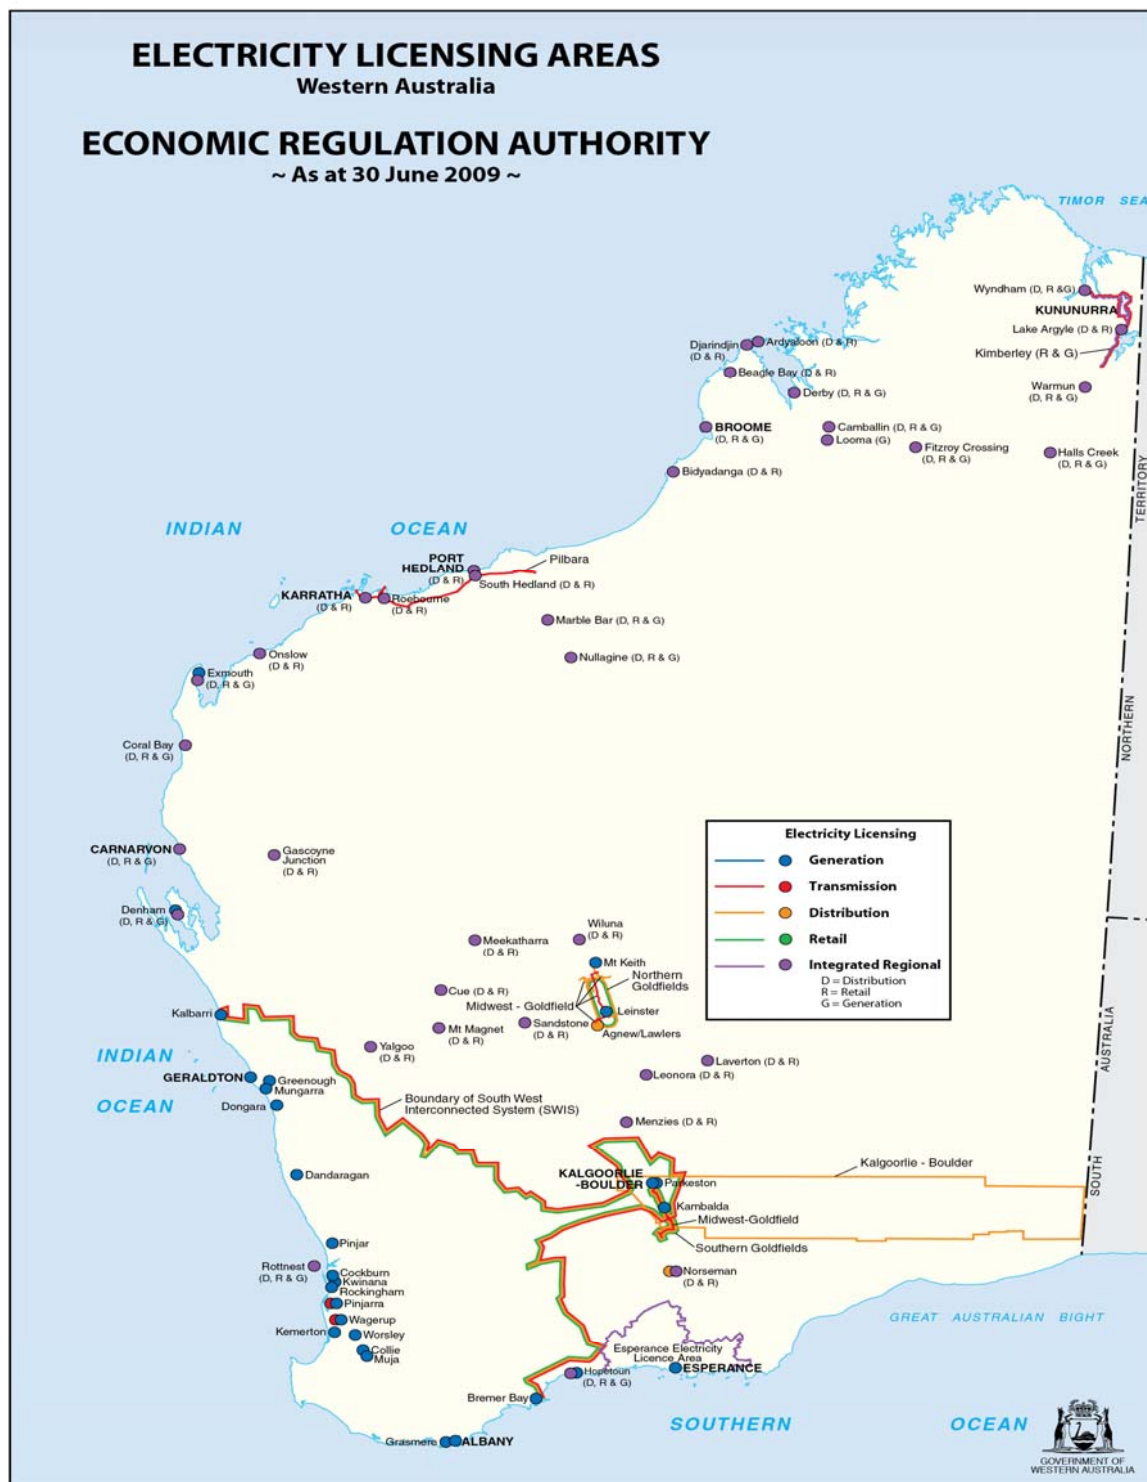 ELECTRICITY LICENSING AREAS
Western Australia
ECONOMIC REGULATION AUTHORITY
~ As at 30 June 2009 ~
TIMOR SEA
Wyndham (D, R &G)
KUNUNURRA
Lake Argyle (D & R)
Kimberley (R & G)
Djarindjin
(D & R)
Ardyaloon (D & R)
Beagle Bay (D & R)
Derby (D, R & G)
Warmun
(D, R & G)
BROOME
(D, R & G)
Camballin (D, R & G)
Looma (G)
Fitzroy Crossing
(D, R & G)
Halls Creek
(D, R & G)
Bidyadanga (D & R)
TERRITORY
INDIAN OCEAN
PORT
HEDLAND
(D & R)
Pilbara
South Hedland (D & R)
KARRATHA
(D & R)
Roebourne
(D & R)
Marble Bar (D, R & G)
Nullagine (D, R & G)
Onslow
(D & R)
Exmouth
(D, R & G)
NORTHERN
Coral Bay
(D, R & G)
CARNARVON
(D, R & G)
Gascoyne
Junction
(D & R)
Denham
(D, R & G)
Electricity Licensing
Generation
Transmission
Distribution
Retail
Integrated Regional
D = Distribution
R = Retail
G = Generation
Wiluna
(D & R)
Meekatharra
(D & R)
Mt Keith
Northern
Goldfields
Cue (D & R)
Midwest - Goldfield
Leinster
Kalbarri
Mt Magnet
(D & R)
Sandstone
(D & R)
Agnew/Lawlers
Yalgoo
(D & R)
INDIAN
OCEAN
GERALDTON
Greenough
Mungarra
Dongara
Laverton (D & R)
Leonora (D & R)
Boundary of South West
Interconnected System (SWIS)
Menzies (D & R)
AUSTRALIA
SOUTH
Kalgoorlie - Boulder
KALGOORLIE
-BOULDER
Parkeston
Dandaragan
Kambalda
Midwest-Goldfield
Southern Goldfields
Pinjar
Rottnest
(D, R & G)
Cockburn
Kwinana
Rockingham
Pinjarra
Norseman
(D & R)
Wagerup
Kemerton
Worsley
Collie
Muja
GREAT AUSTRALIAN BIGHT
Esperance Electricity
Licence Area
ESPERANCE
Hopetoun
(D, R & G)
Bremer Bay
Grasmere
ALBANY
SOUTHERN OCEAN
GOVERNMENT OF
WESTERN AUSTRALIA